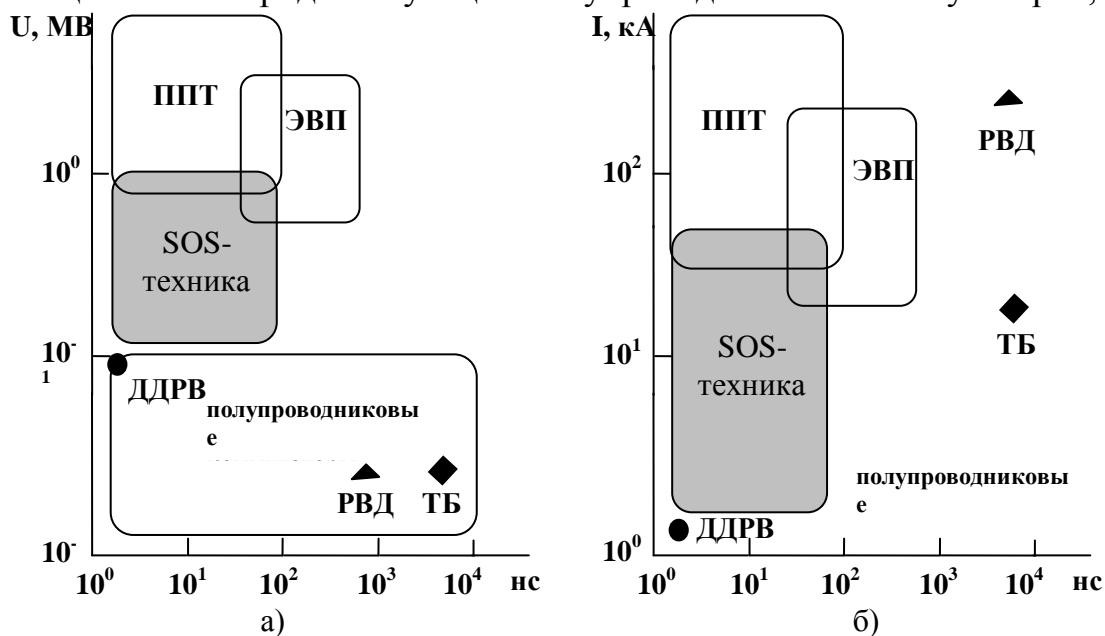 U, МВ
ППТ
ЭВП
10⁰
SOS-
техника
10⁻
1
ДДРВ
полупроводниковы
е
РВД ТБ
10⁻
10⁰ 10¹ 10² 10³ 10⁴ нс
а)
I, кА
ППТ
РВД
10²
ЭВП
SOS-
техника
ТБ
10¹
полупроводниковы
е
ДДРВ
10⁰
10⁰ 10¹ 10² 10³ 10⁴ нс
б)